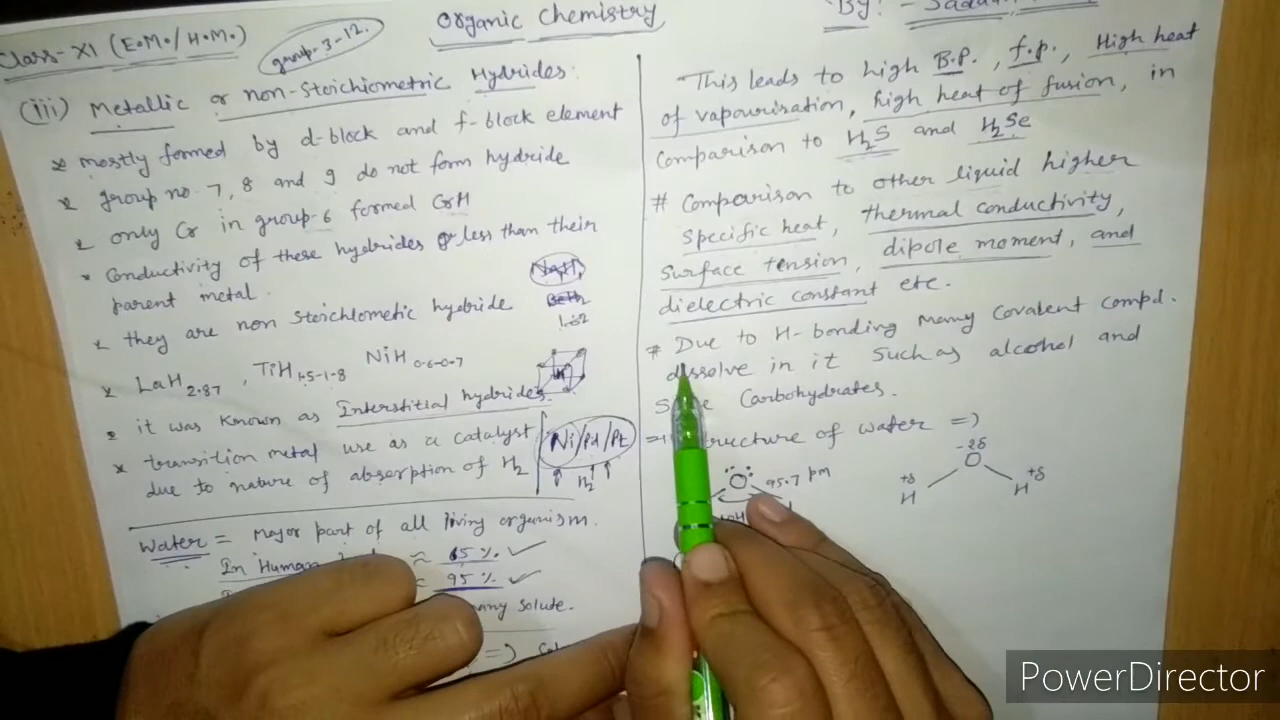 Organic Chemistry
By! - Sadda
Class-XI (E.M./H.M.)
group-3-12.
(iii) Metallic or non-Stoichiometric Hydrides:
* mostly formed by d-block and f-block element
* group no. 7, 8 and 9 do not form hydride
* only Cr in group-6 formed CrH
* Conductivity of these hydrides less than their
parent metal.
* they are non Stoichiometic hydride
NaH,
BeH2
1:2
* LaH2.87 , TiH1.5-1.8 NiH0.6-0.7
* it was known as Interstitial hydrides.
* transition metal use as a catalyst
due to nature of absorption of H2
Ni/Pd/Pt
H2
Water = Major part of all living organism.
In Human ≈ 65 %. ✓
≈ 95 %. ✓
many solute.
=)
This leads to high B.P., f.p., High heat
of vapourisation, high heat of fusion, in
Comparison to H2S and H2Se
# Comparison to other liquid higher
Specific heat, thermal conductivity,
Surface tension, dipole moment, and
dielectric constant etc.
# Due to H-bonding many Covalent compd.
dissolve in it Such as alcohol and
Carbohydrates.
=) Structure of water =)
O
95.7 pm
-2δ
O
+δ
H
+δ
H
PowerDirector